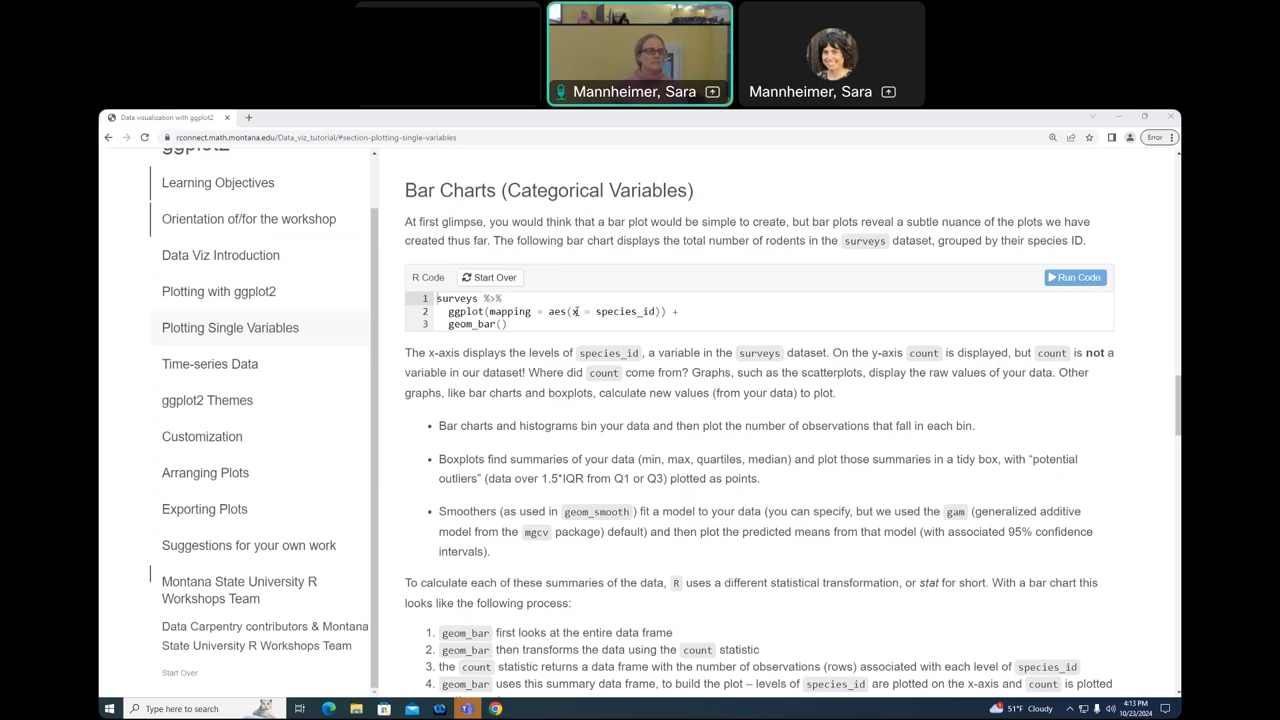 Mannheimer, Sara
Mannheimer, Sara
Data visualization with ggplot2
rconnect.math.montana.edu/Data_viz_tutorial/#section-plotting-single-variables
Error
ggplot2
Learning Objectives
Orientation of/for the workshop
Data Viz Introduction
Plotting with ggplot2
Plotting Single Variables
Time-series Data
ggplot2 Themes
Customization
Arranging Plots
Exporting Plots
Suggestions for your own work
Montana State University R
Workshops Team
Data Carpentry contributors & Montana
State University R Workshops Team
Start Over
Bar Charts (Categorical Variables)
At first glimpse, you would think that a bar plot would be simple to create, but bar plots reveal a subtle nuance of the plots we have
created thus far. The following bar chart displays the total number of rodents in the surveys dataset, grouped by their species ID.
R Code Start Over Run Code
1 surveys %>%
2 ggplot(mapping = aes(x = species_id)) +
3 geom_bar()
The x-axis displays the levels of species_id, a variable in the surveys dataset. On the y-axis count is displayed, but count is not a
variable in our dataset! Where did count come from? Graphs, such as the scatterplots, display the raw values of your data. Other
graphs, like bar charts and boxplots, calculate new values (from your data) to plot.
• Bar charts and histograms bin your data and then plot the number of observations that fall in each bin.
• Boxplots find summaries of your data (min, max, quartiles, median) and plot those summaries in a tidy box, with “potential
outliers” (data over 1.5*IQR from Q1 or Q3) plotted as points.
• Smoothers (as used in geom_smooth) fit a model to your data (you can specify, but we used the gam (generalized additive
model from the mgcv package) default) and then plot the predicted means from that model (with associated 95% confidence
intervals).
To calculate each of these summaries of the data, R uses a different statistical transformation, or stat for short. With a bar chart this
looks like the following process:
1. geom_bar first looks at the entire data frame
2. geom_bar then transforms the data using the count statistic
3. the count statistic returns a data frame with the number of observations (rows) associated with each level of species_id
4. geom_bar uses this summary data frame, to build the plot – levels of species_id are plotted on the x-axis and count is plotted
Type here to search
51°F Cloudy
4:13 PM
10/23/2024